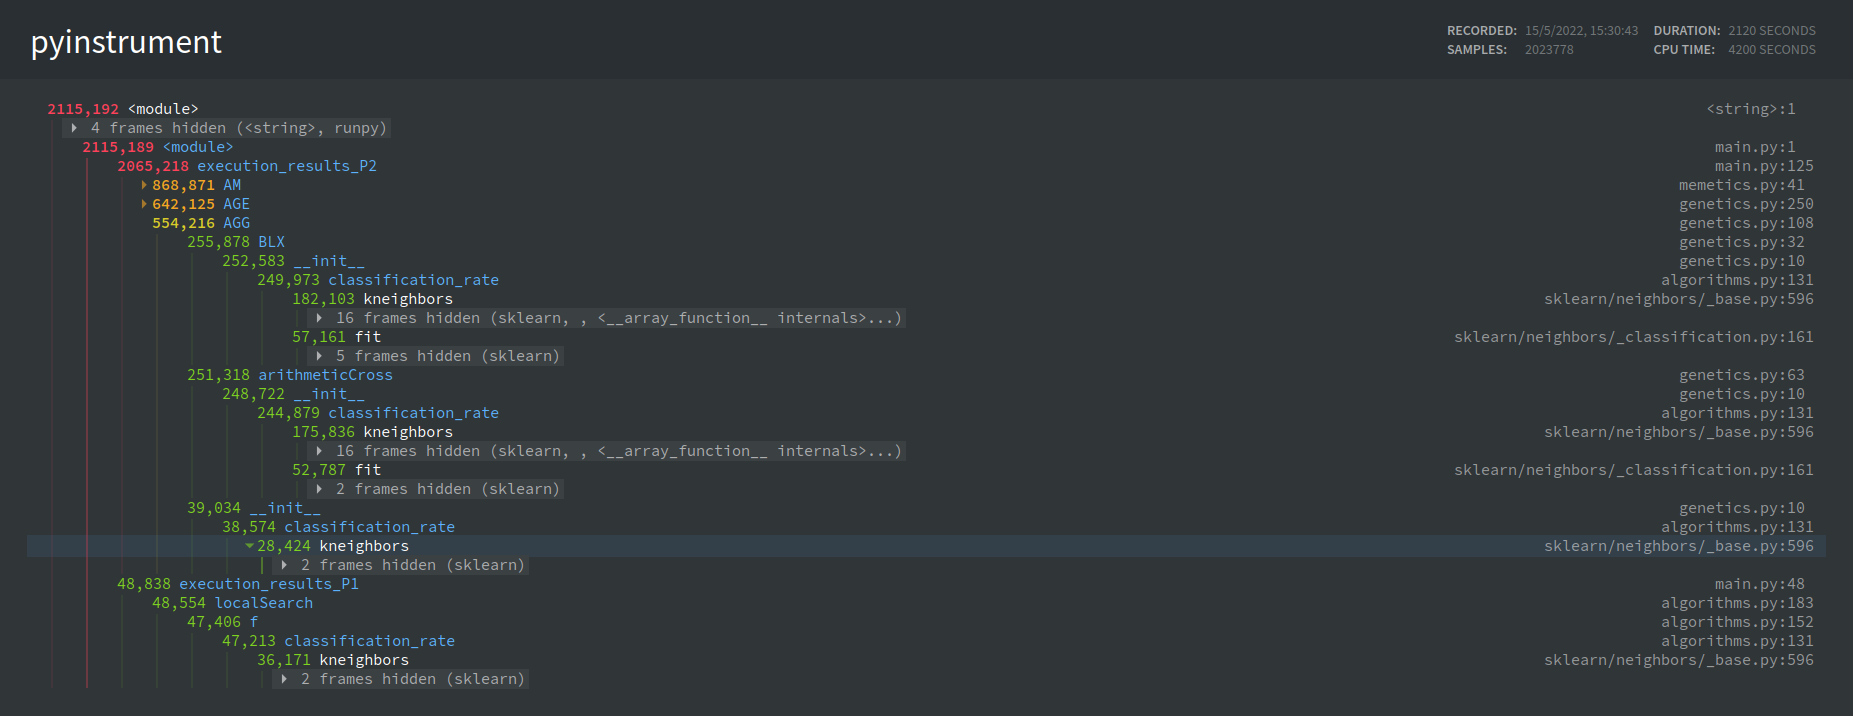 pyinstrument
RECORDED: 15/5/2022, 15:30:43 DURATION: 2120 SECONDS
SAMPLES: 2023778 CPU TIME: 4200 SECONDS
2115,192 <module> <string>:1
4 frames hidden (<string>, runpy)
2115,189 <module> main.py:1
2065,218 execution_results_P2 main.py:125
868,871 AM memetics.py:41
642,125 AGE genetics.py:250
554,216 AGG genetics.py:108
255,878 BLX genetics.py:32
252,583 __init__ genetics.py:10
249,973 classification_rate algorithms.py:131
182,103 kneighbors sklearn/neighbors/_base.py:596
16 frames hidden (sklearn, , <__array_function__ internals>...)
57,161 fit sklearn/neighbors/_classification.py:161
5 frames hidden (sklearn)
251,318 arithmeticCross genetics.py:63
248,722 __init__ genetics.py:10
244,879 classification_rate algorithms.py:131
175,836 kneighbors sklearn/neighbors/_base.py:596
16 frames hidden (sklearn, , <__array_function__ internals>...)
52,787 fit sklearn/neighbors/_classification.py:161
2 frames hidden (sklearn)
39,034 __init__ genetics.py:10
38,574 classification_rate algorithms.py:131
28,424 kneighbors sklearn/neighbors/_base.py:596
2 frames hidden (sklearn)
48,838 execution_results_P1 main.py:48
48,554 localSearch algorithms.py:183
47,406 f algorithms.py:152
47,213 classification_rate algorithms.py:131
36,171 kneighbors sklearn/neighbors/_base.py:596
2 frames hidden (sklearn)